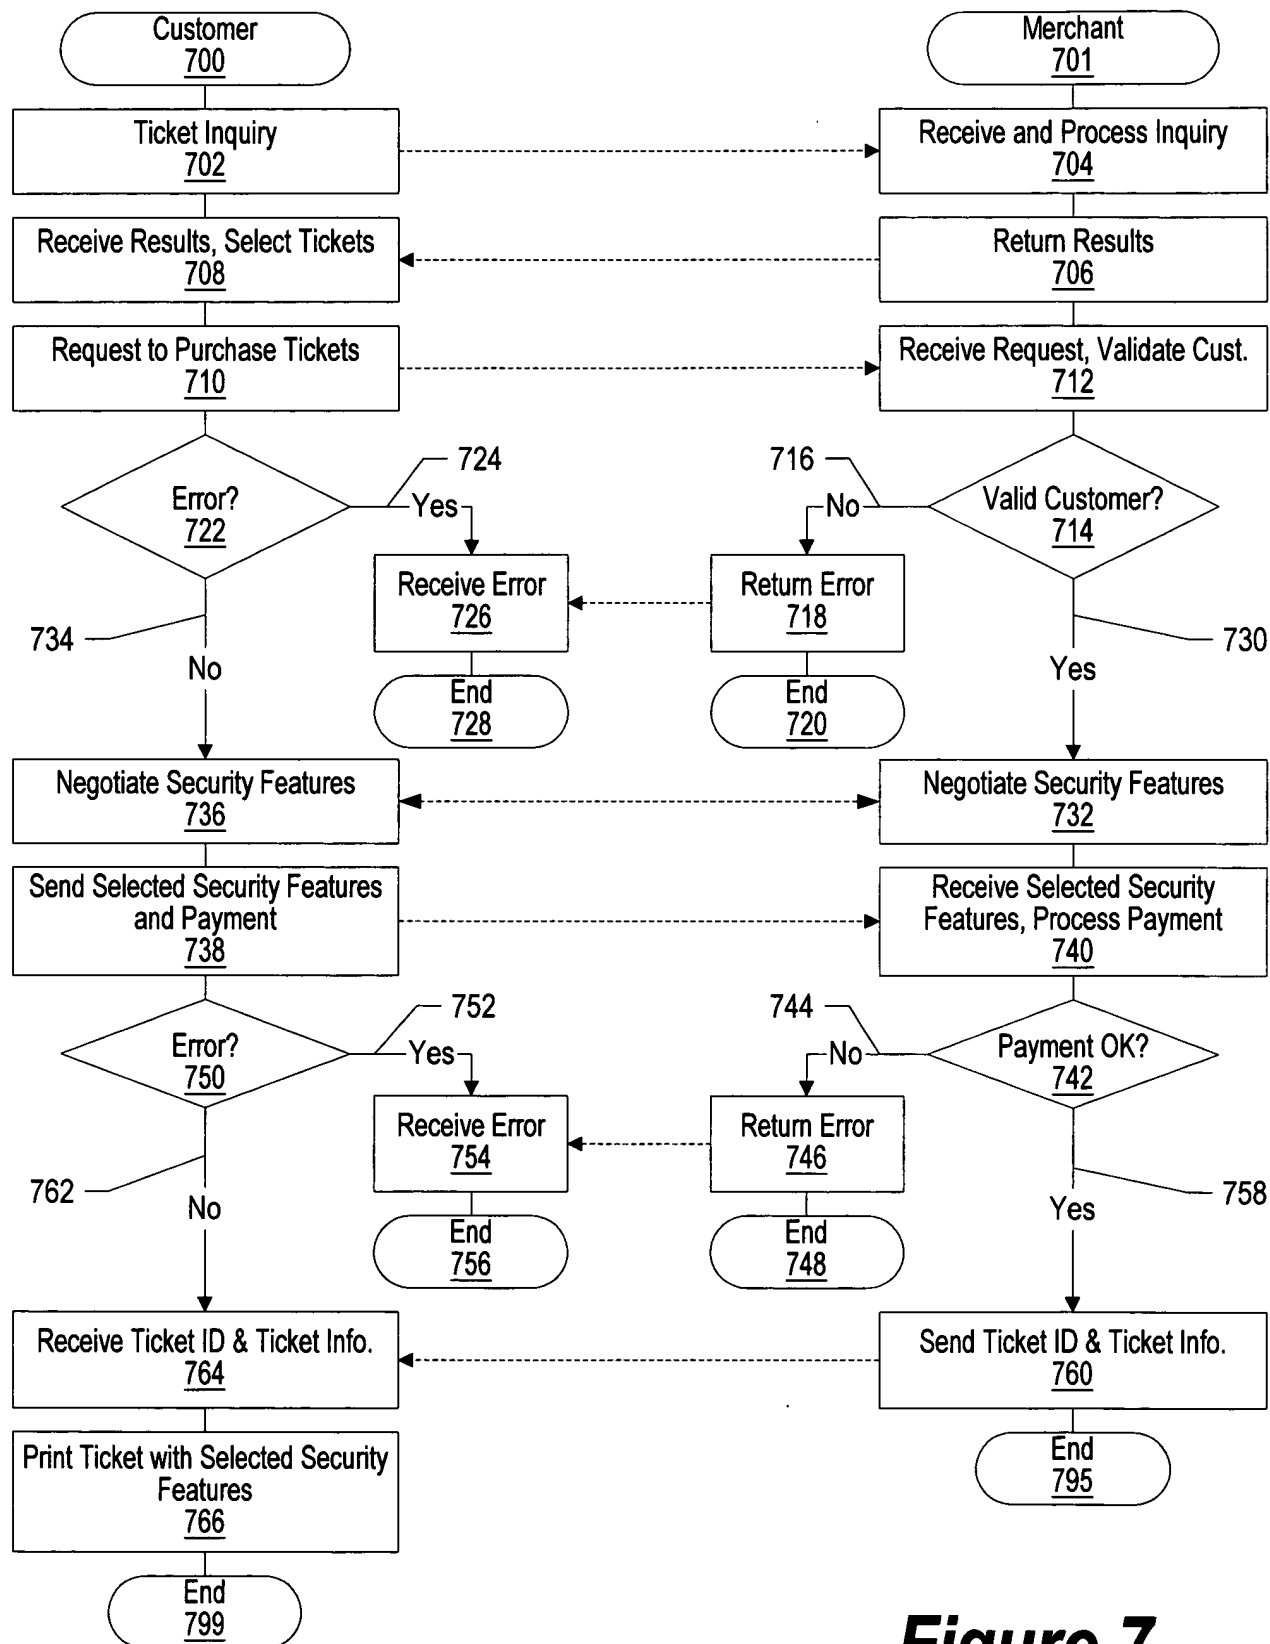 Customer
700
Merchant
701
Ticket Inquiry
702
Receive and Process Inquiry
704
Receive Results, Select Tickets
708
Return Results
706
Request to Purchase Tickets
710
Receive Request, Validate Cust.
712
724
716
Error?
722
Yes
No
Valid Customer?
714
Receive Error
726
Return Error
718
734
730
No
Yes
End
728
End
720
Negotiate Security Features
736
Negotiate Security Features
732
Send Selected Security Features
and Payment
738
Receive Selected Security
Features, Process Payment
740
752
744
Error?
750
Yes
No
Payment OK?
742
Receive Error
754
Return Error
746
762
758
No
Yes
End
756
End
748
Receive Ticket ID & Ticket Info.
764
Send Ticket ID & Ticket Info.
760
Print Ticket with Selected Security
Features
766
End
795
End
799
Figure 7